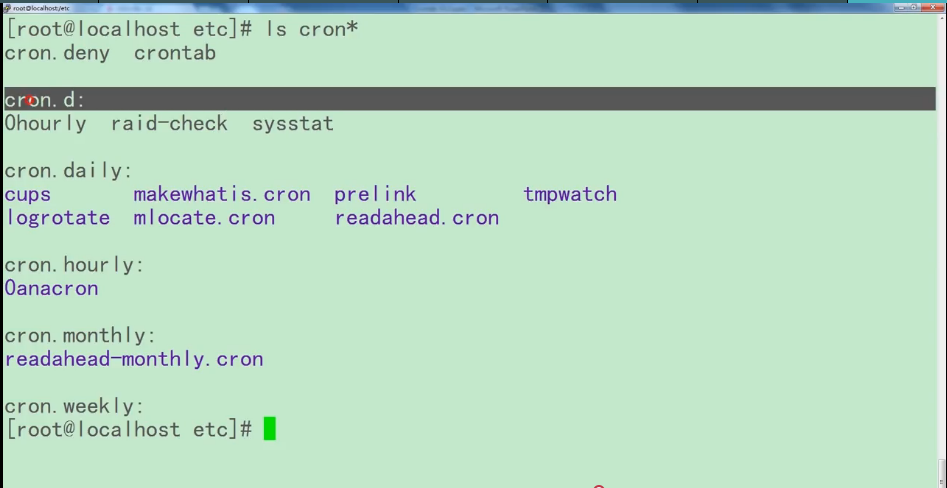 root@localhost:/etc
[root@localhost etc]# ls cron*
cron.deny  crontab
cron.d:
0hourly  raid-check  sysstat
cron.daily:
cups       makewhatis.cron  prelink         tmpwatch
logrotate  mlocate.cron     readahead.cron
cron.hourly:
0anacron
cron.monthly:
readahead-monthly.cron
cron.weekly:
[root@localhost etc]#